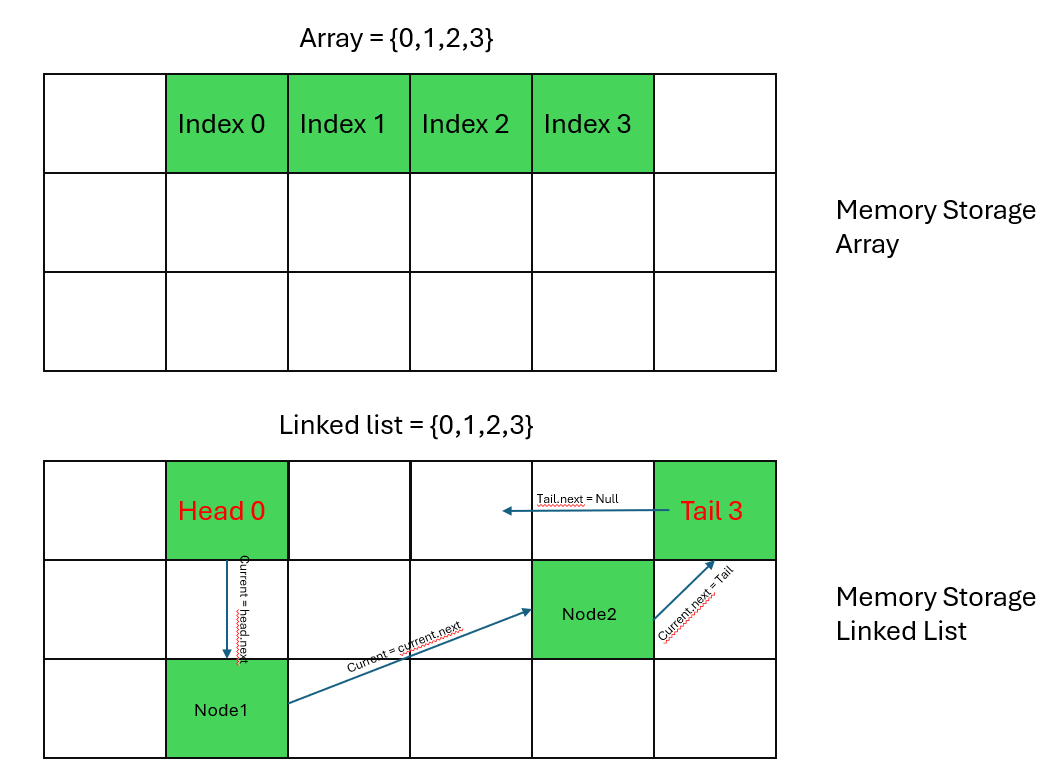 Array = {0,1,2,3}
Index 0
Index 1
Index 2
Index 3
Memory Storage
Array
Linked list = {0,1,2,3}
Head 0
Tail.next = Null
Tail 3
Current = head.next
Current = current.next
Node2
Current.next = Tail
Memory Storage
Linked List
Node1